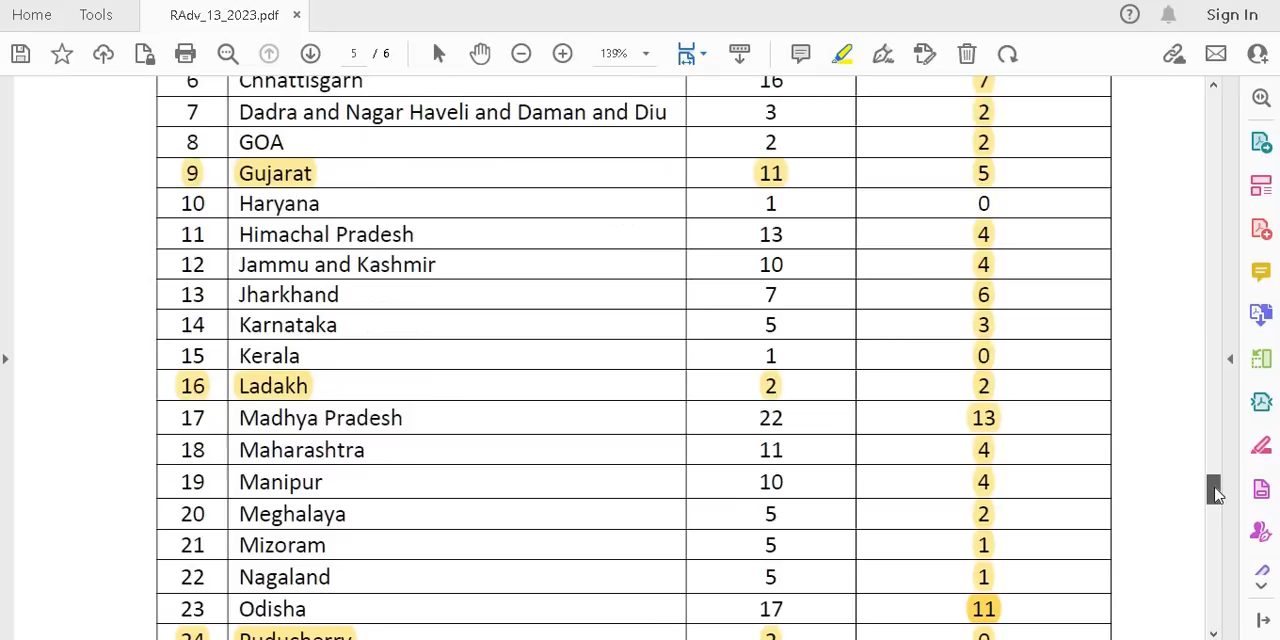 Home Tools RAdv_13_2023.pdf × ? Sign In
5 / 6 139%
6 Chhattisgarh 16 7
7 Dadra and Nagar Haveli and Daman and Diu 3 2
8 GOA 2 2
9 Gujarat 11 5
10 Haryana 1 0
11 Himachal Pradesh 13 4
12 Jammu and Kashmir 10 4
13 Jharkhand 7 6
14 Karnataka 5 3
15 Kerala 1 0
16 Ladakh 2 2
17 Madhya Pradesh 22 13
18 Maharashtra 11 4
19 Manipur 10 4
20 Meghalaya 5 2
21 Mizoram 5 1
22 Nagaland 5 1
23 Odisha 17 11
24 Puducherry 2 0